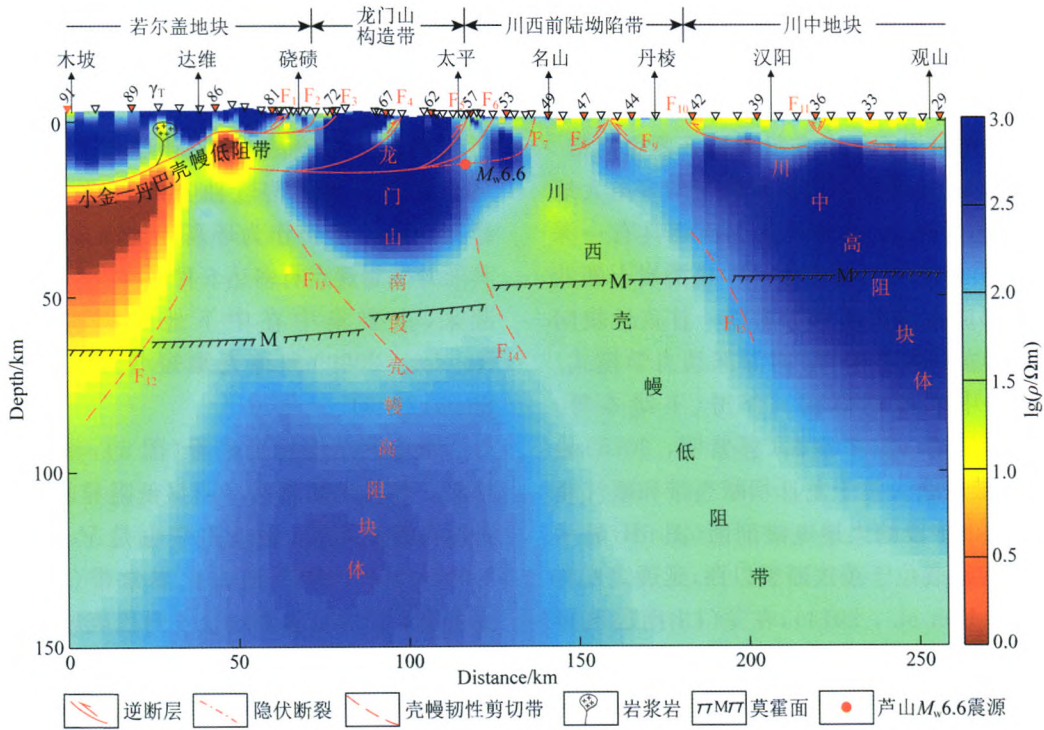 若尔盖地块 龙门山构造带 川西前陆坳陷带 川中地块
木坡 达维 硗碛 太平 名山 丹棱 汉阳 观山
91 89 γT 86 81 F1 F2 72 F3 67 F4 62 F5 57 F6 53 49 47 44 F10 42 39 F11 36 33 29
F7 F8 F9
小金—丹巴壳幔低阻带
Mw6.6
龙门山南段壳幔高阻块体
川西壳幔低阻带
川中高阻块体
M M M
F12 F13 F14 F15
0
50
100
150
Depth/km
0 50 100 150 200 250
Distance/km
3.0
2.5
2.0
1.5
1.0
0.5
0.0
lg(ρ/Ωm)
逆断层 隐伏断裂 壳幔韧性剪切带 岩浆岩 M 莫霍面 芦山Mw6.6震源